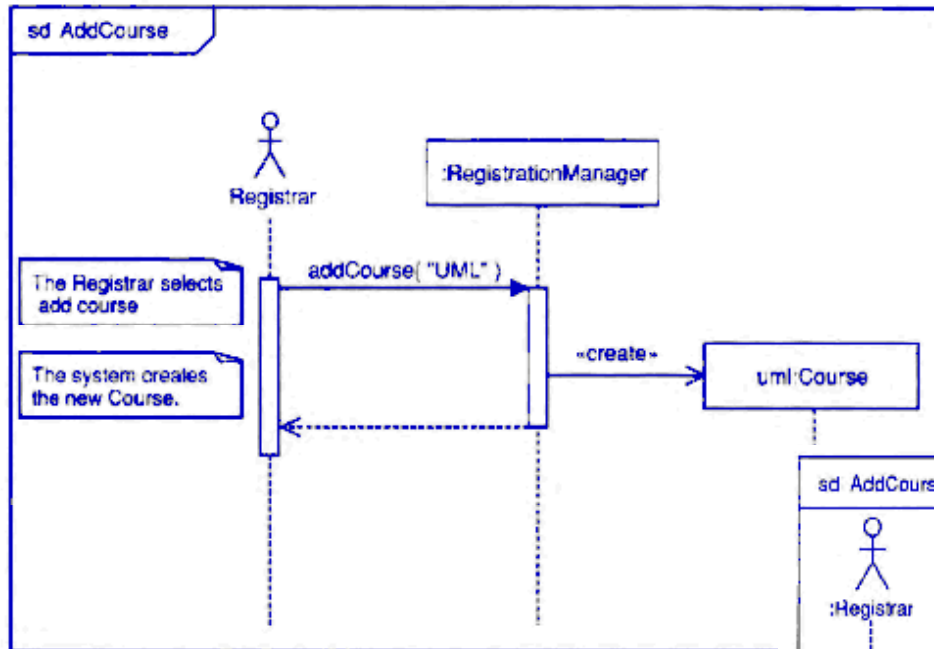 sd AddCourse
Registrar
:RegistrationManager
The Registrar selects
add course
addCourse( "UML" )
The system creates
the new Course.
«create»
uml:Course
sd AddCours
:Registrar